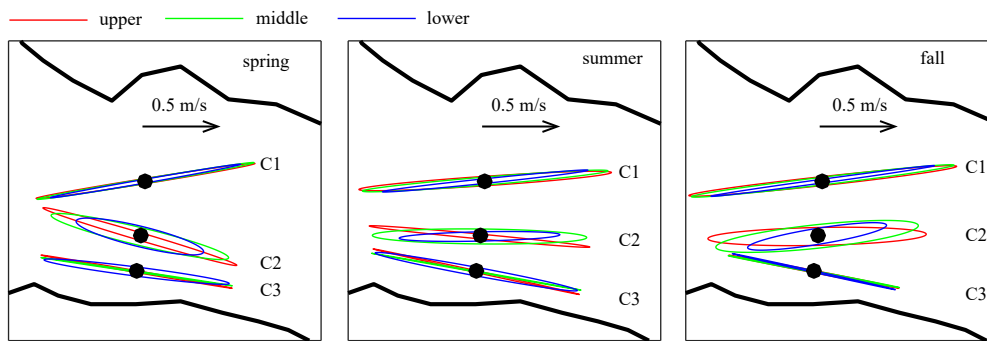 upper middle lower
spring summer fall
0.5 m/s 0.5 m/s 0.5 m/s
C1 C1 C1
C2 C2 C2
C3 C3 C3